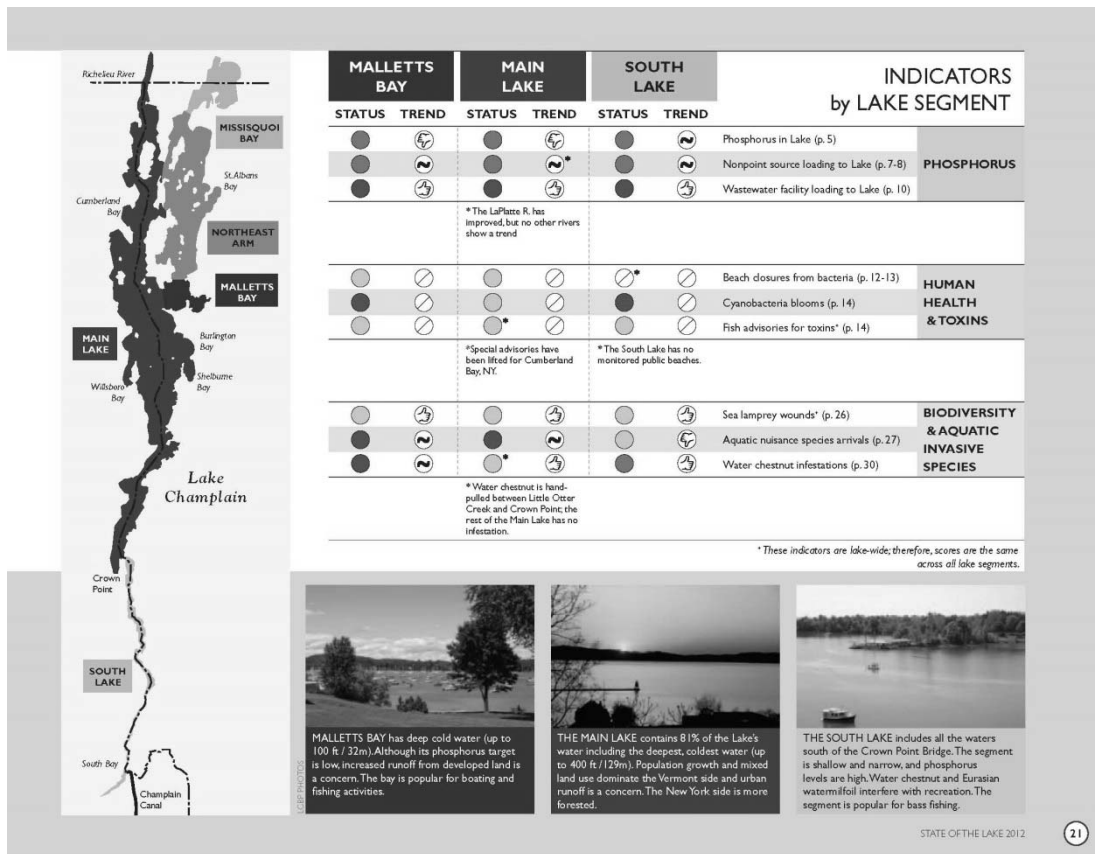 Richelieu River
MISSISQUOI
BAY
St. Albans
Bay
Cumberland
Bay
NORTHEAST
ARM
MALLETTS
BAY
MAIN
LAKE
Burlington
Bay
Shelburne
Bay
Willsboro
Bay
Lake
Champlain
Crown
Point
SOUTH
LAKE
South Bay
Champlain
Canal
INDICATORS
by LAKE SEGMENT
MALLETTS
BAY
MAIN
LAKE
SOUTH
LAKE
STATUS TREND STATUS TREND STATUS TREND
Phosphorus in Lake (p. 5)
* Nonpoint source loading to Lake (p. 7-8)
Wastewater facility loading to Lake (p. 10)
PHOSPHORUS
* The LaPlatte R. has
improved, but no other rivers
show a trend
* Beach closures from bacteria (p. 12-13)
Cyanobacteria blooms (p. 14)
* Fish advisories for toxins⁺ (p. 14)
HUMAN
HEALTH
& TOXINS
*Special advisories have
been lifted for Cumberland
Bay, NY.
* The South Lake has no
monitored public beaches.
Sea lamprey wounds⁺ (p. 26)
Aquatic nuisance species arrivals (p. 27)
* Water chestnut infestations (p. 30)
BIODIVERSITY
& AQUATIC
INVASIVE
SPECIES
* Water chestnut is hand-
pulled between Little Otter
Creek and Crown Point; the
rest of the Main Lake has no
infestation.
⁺ These indicators are lake-wide; therefore, scores are the same
across all lake segments.
LCBP PHOTOS
MALLETTS BAY has deep cold water (up to
100 ft / 32m). Although its phosphorus target
is low, increased runoff from developed land is
a concern. The bay is popular for boating and
fishing activities.
THE MAIN LAKE contains 81% of the Lake's
water including the deepest, coldest water (up
to 400 ft /129m). Population growth and mixed
land use dominate the Vermont side and urban
runoff is a concern. The New York side is more
forested.
THE SOUTH LAKE includes all the waters
south of the Crown Point Bridge. The segment
is shallow and narrow, and phosphorus
levels are high. Water chestnut and Eurasian
watermilfoil interfere with recreation. The
segment is popular for bass fishing.
STATE OF THE LAKE 2012
21